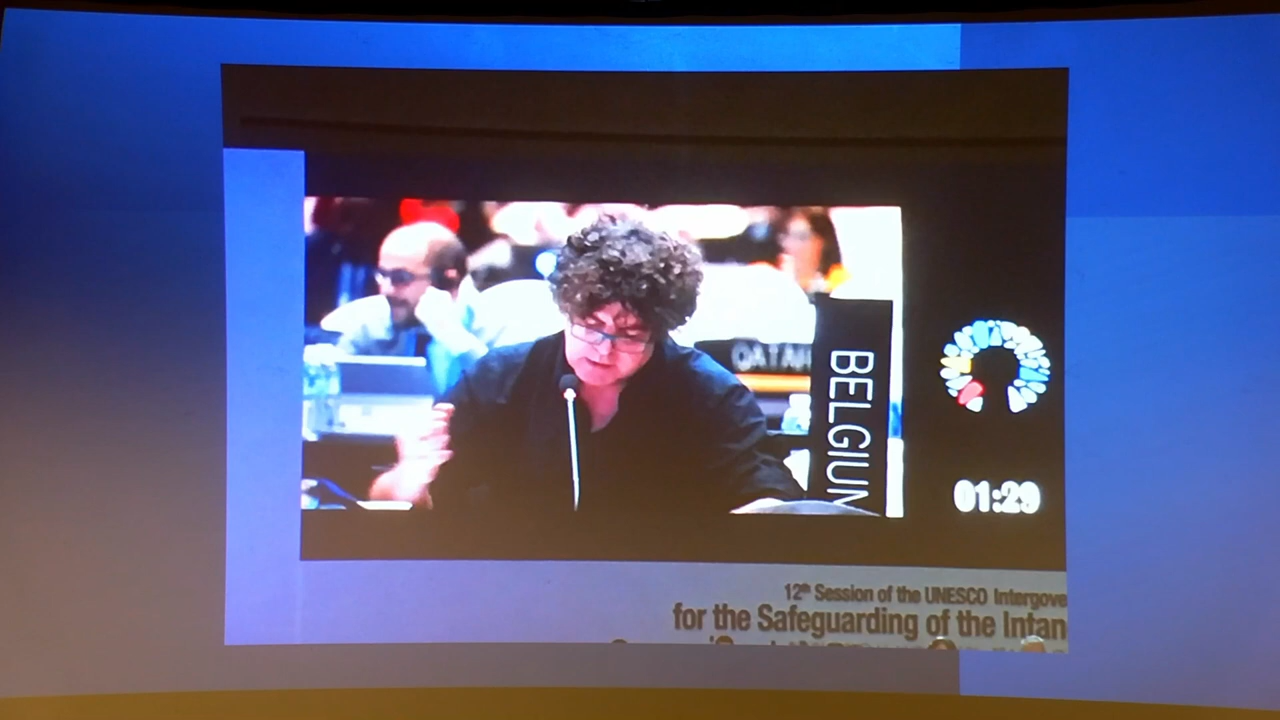 QATAR
BELGIUM
01:29
12th Session of the UNESCO Intergove
for the Safeguarding of the Intan